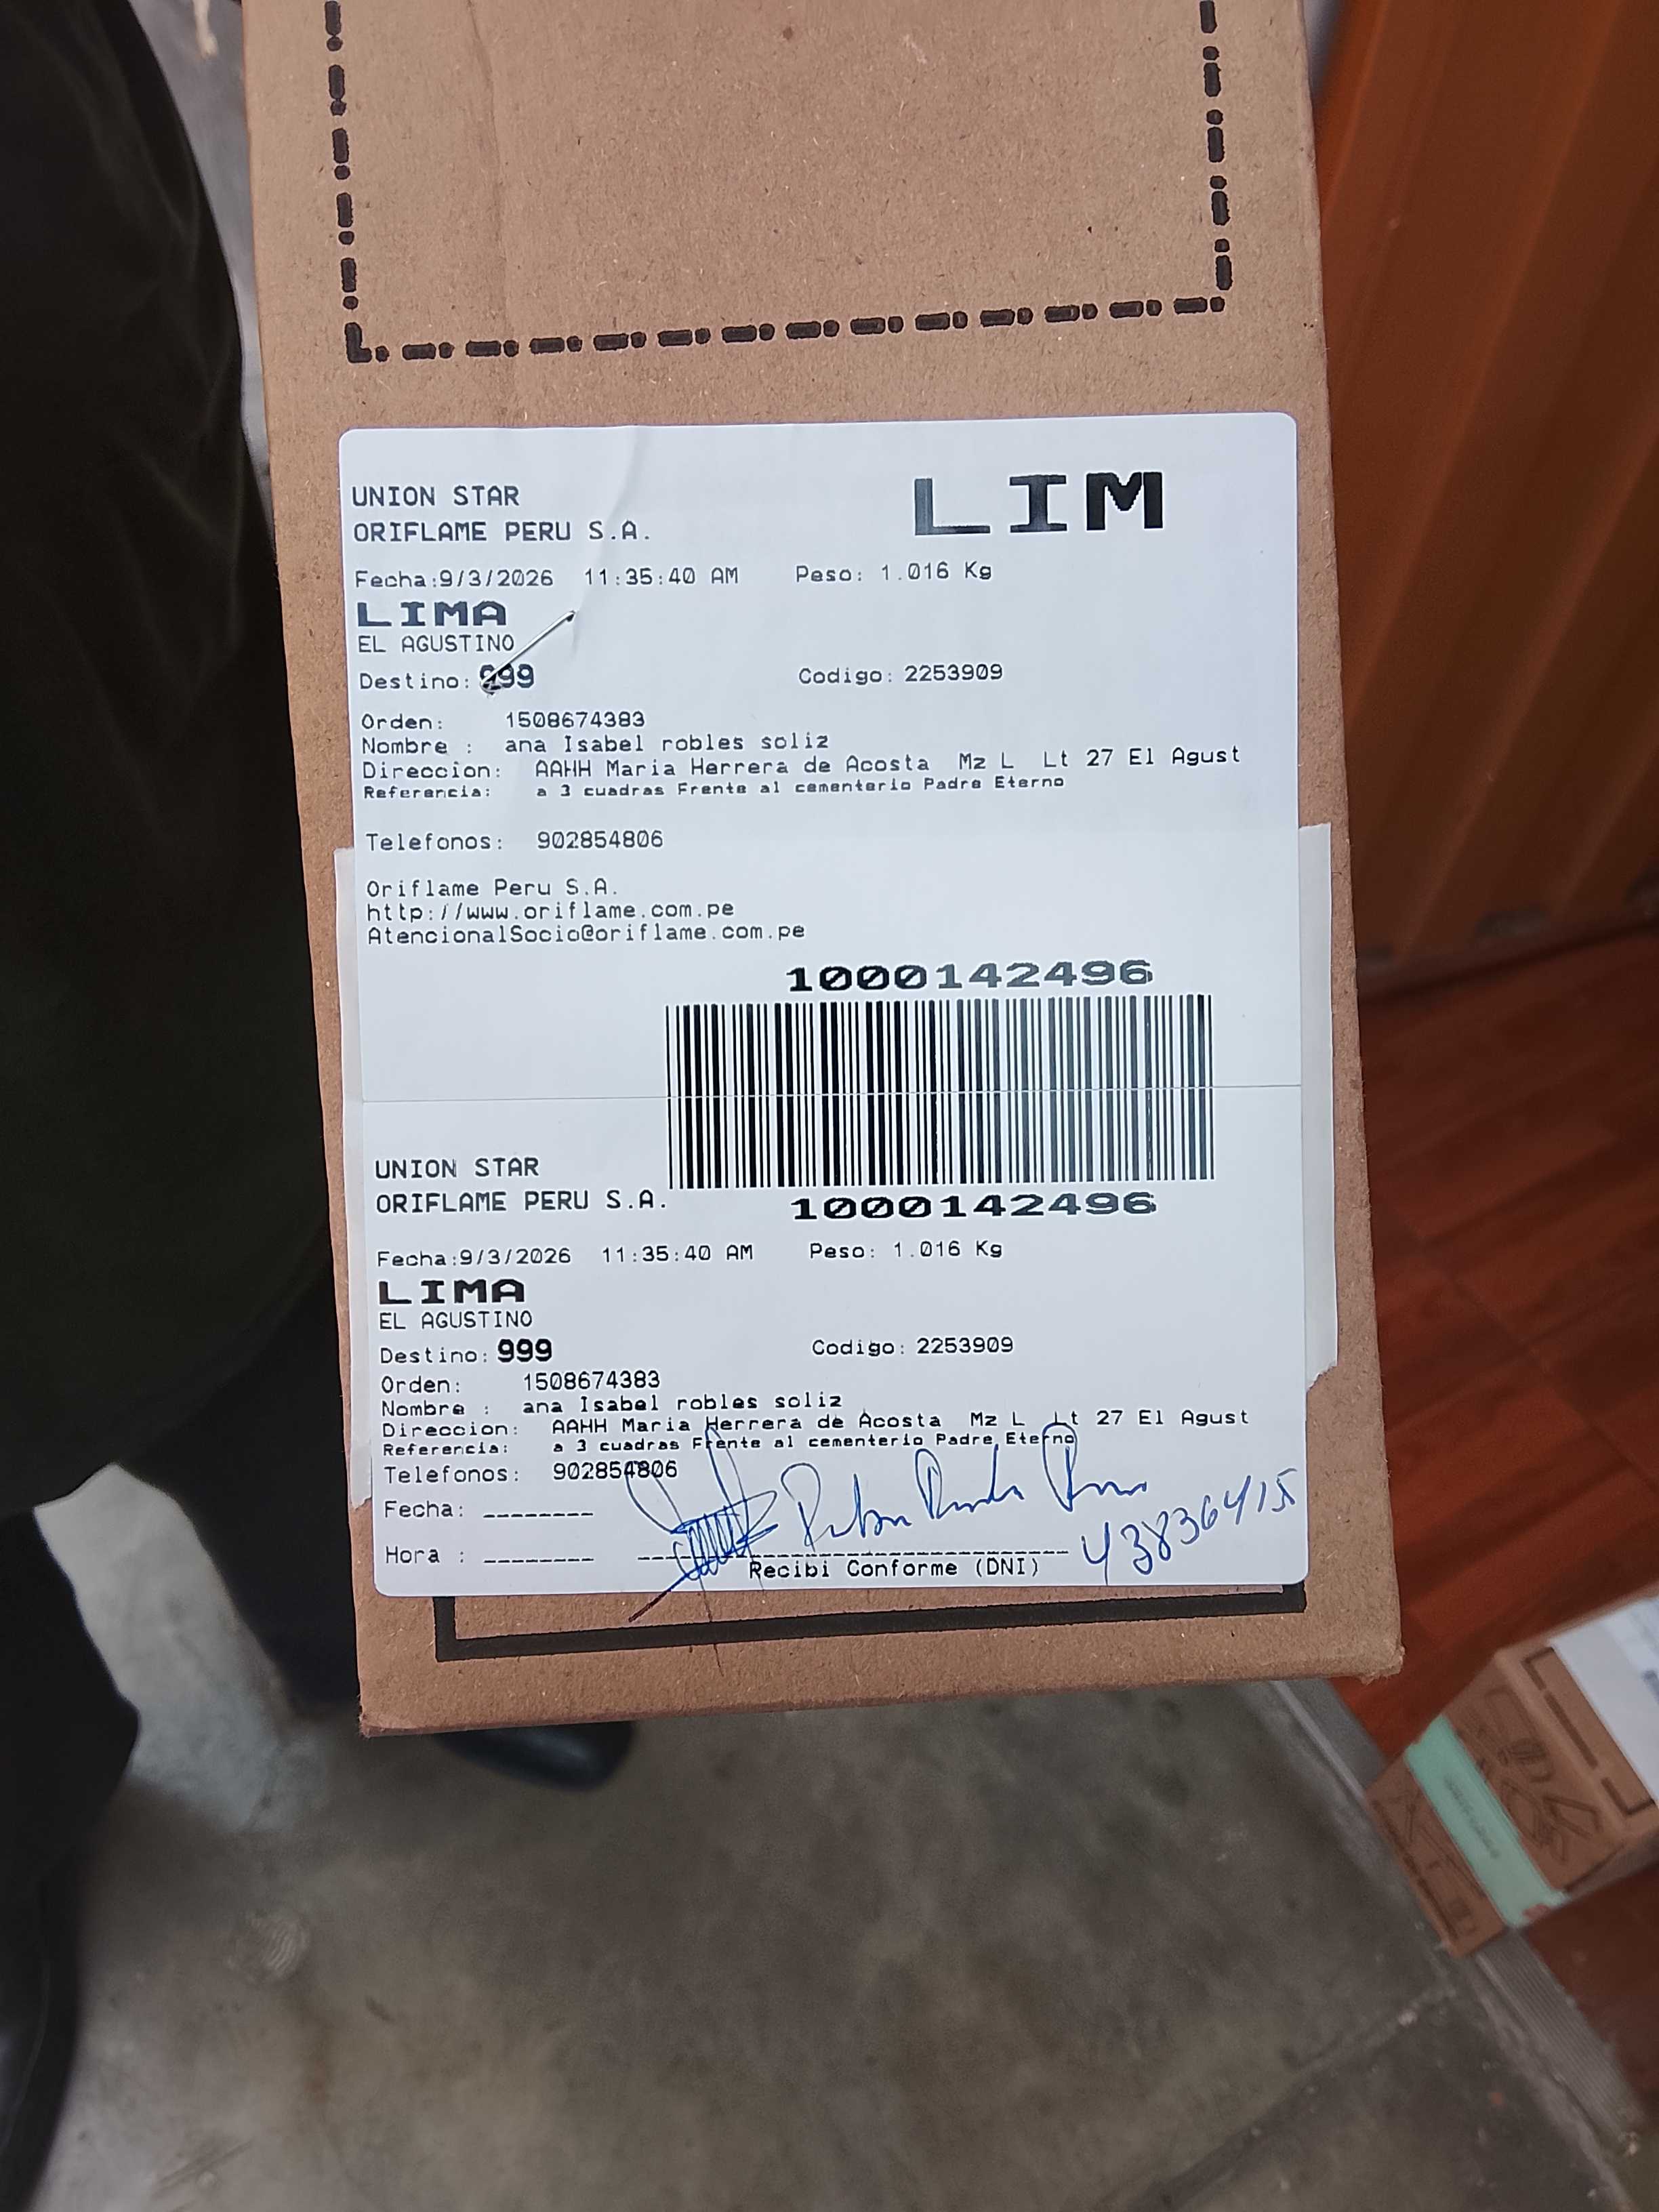 UNION STAR
ORIFLAME PERU S.A.
LIM
Fecha:9/3/2026 11:35:40 AM Peso: 1.016 Kg
LIMA
EL AGUSTINO
Destino: 999 Codigo: 2253909
Orden: 1508674383
Nombre : ana Isabel robles soliz
Direccion: AAHH Maria Herrera de Acosta Mz L Lt 27 El Agust
Referencia: a 3 cuadras Frente al cementerio Padre Eterno
Telefonos: 902854806
Oriflame Peru S.A.
http://www.oriflame.com.pe
AtencionalSocio@oriflame.com.pe
1000142496
UNION STAR
ORIFLAME PERU S.A.
1000142496
Fecha:9/3/2026 11:35:40 AM Peso: 1.016 Kg
LIMA
EL AGUSTINO
Destino: 999 Codigo: 2253909
Orden: 1508674383
Nombre : ana Isabel robles soliz
Direccion: AAHH Maria Herrera de Acosta Mz L Lt 27 El Agust
Referencia: a 3 cuadras Frente al cementerio Padre Eterno
Telefonos: 902854806
Fecha: ________
Hora : ________
43836415
Recibi Conforme (DNI)